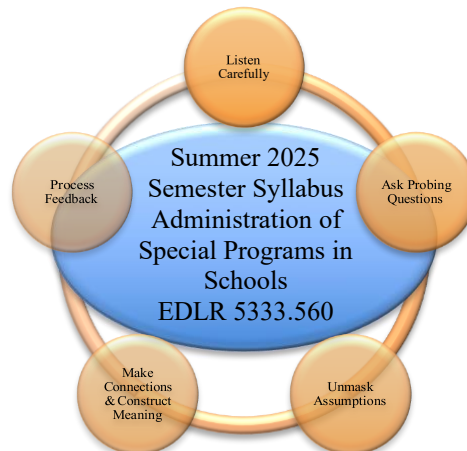 Listen
Carefully
Summer 2025
Semester Syllabus
Administration of
Special Programs in
Schools
EDLR 5333.560
Ask Probing
Questions
Unmask
Assumptions
Make
Connections
& Construct
Meaning
Process
Feedback